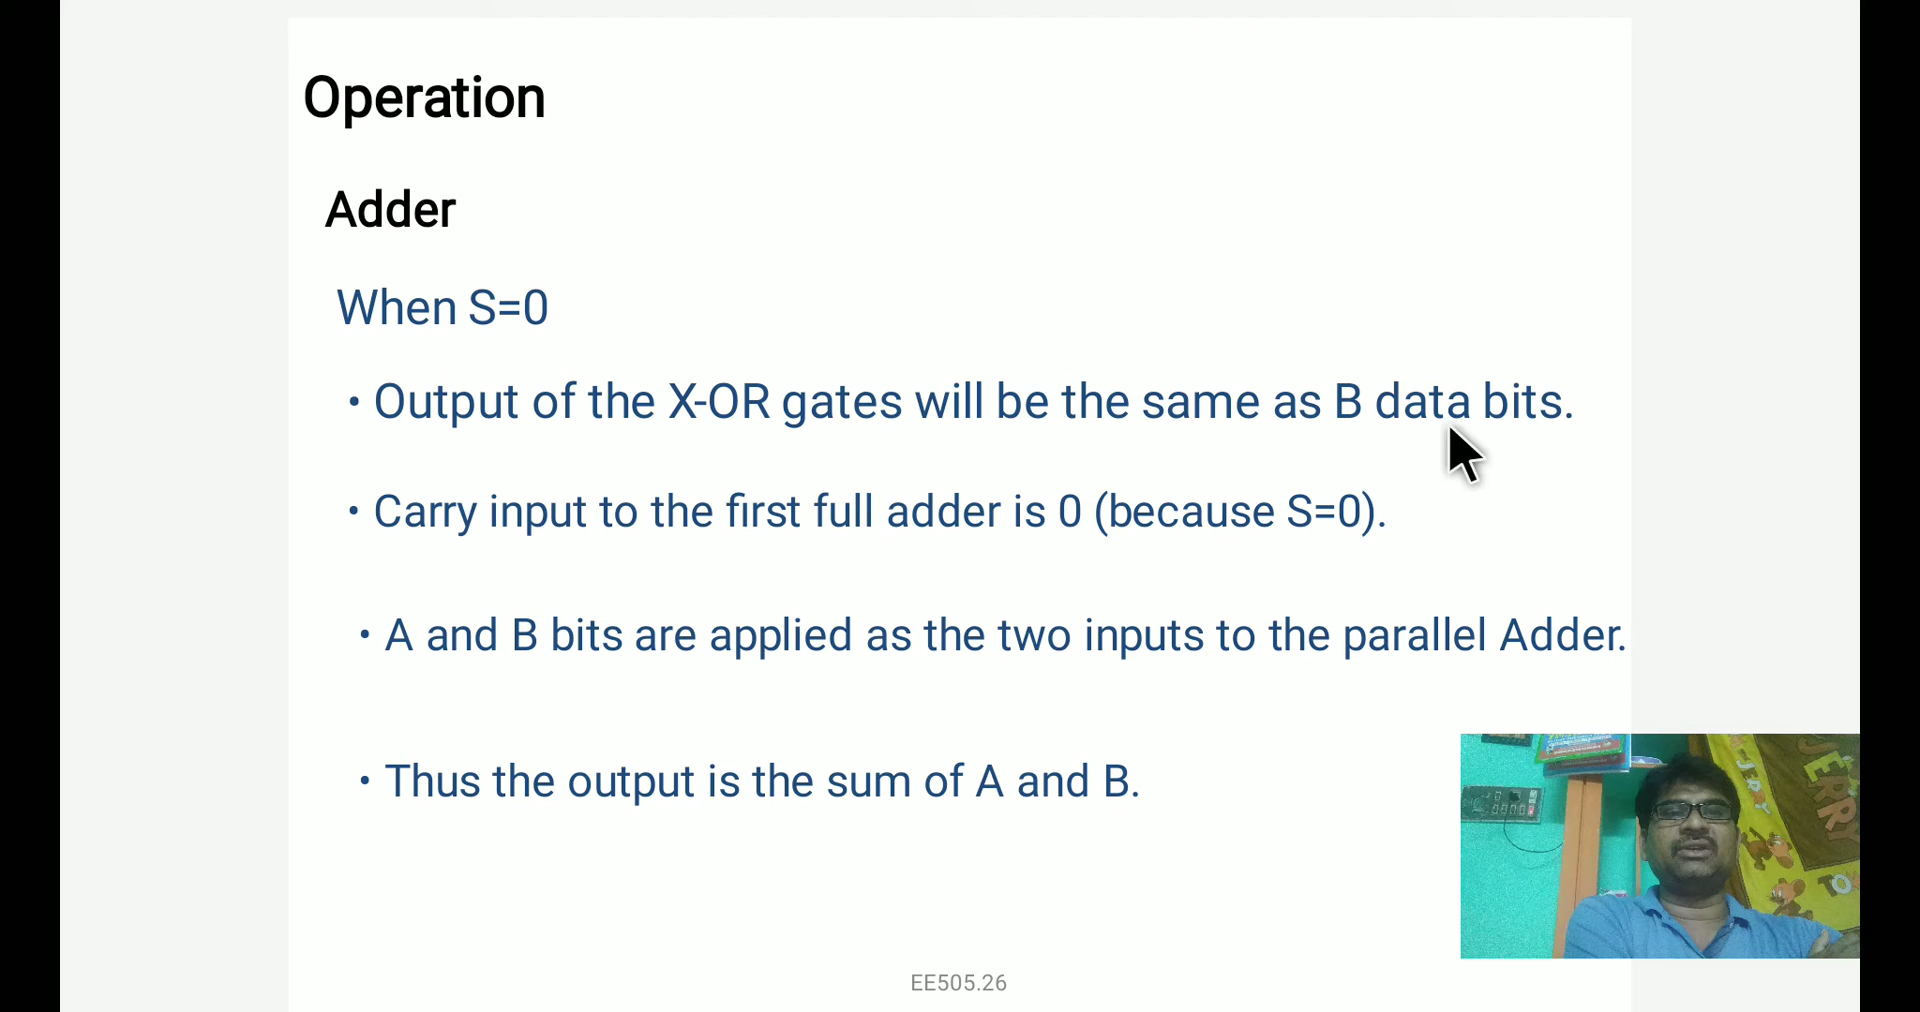 Operation
Adder
When S=0
• Output of the X-OR gates will be the same as B data bits.
• Carry input to the first full adder is 0 (because S=0).
• A and B bits are applied as the two inputs to the parallel Adder.
• Thus the output is the sum of A and B.
JERRY
EE505.26